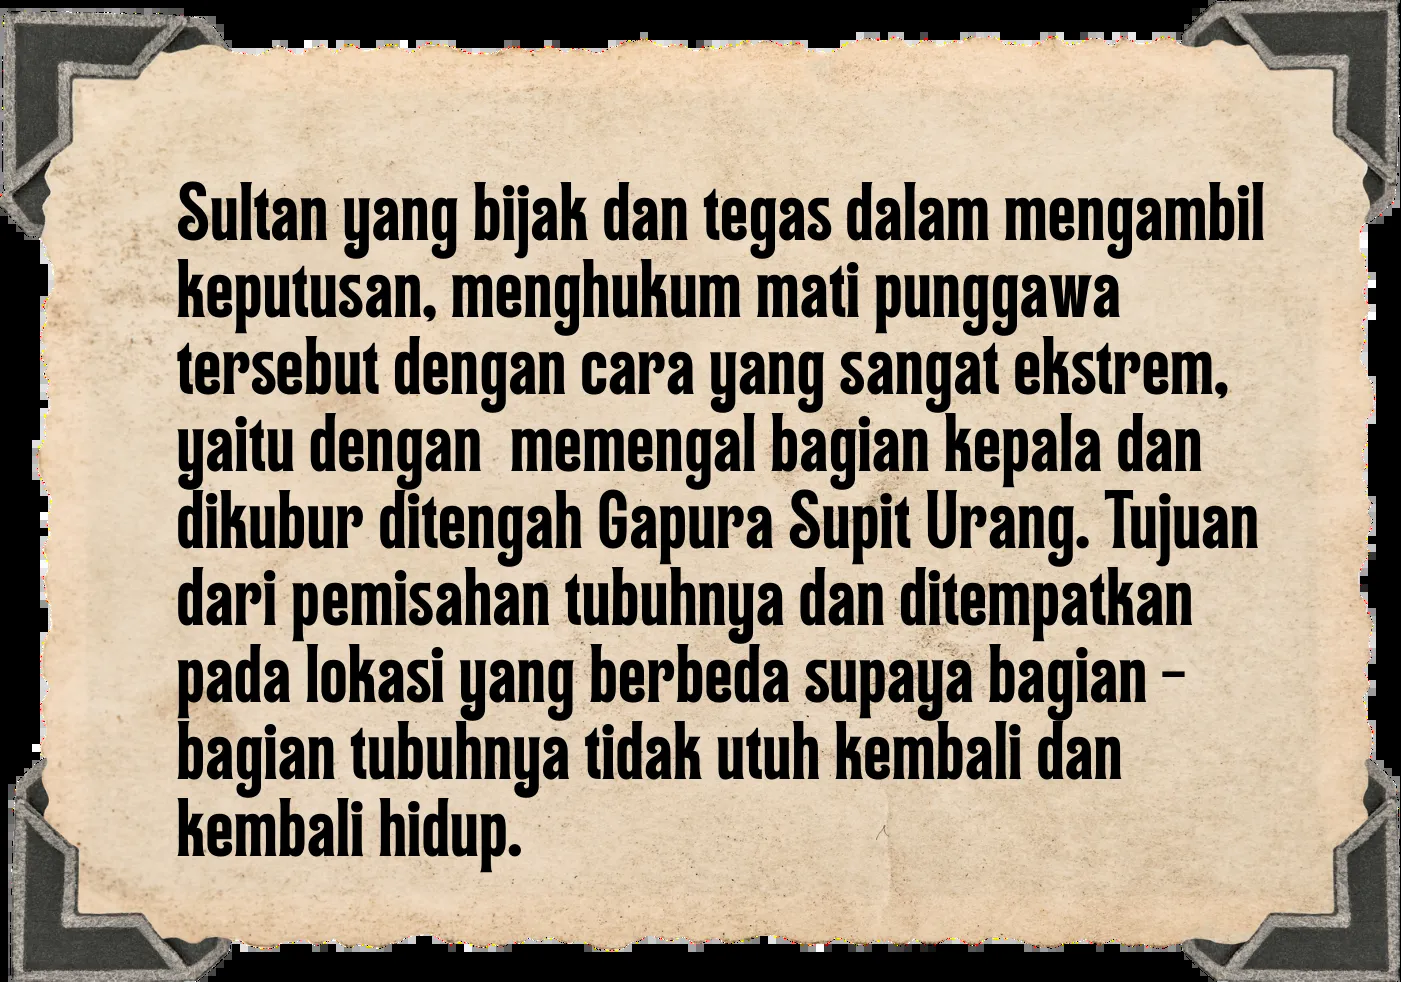 Sultan yang bijak dan tegas dalam mengambil
keputusan, menghukum mati punggawa
tersebut dengan cara yang sangat ekstrem,
yaitu dengan  memengal bagian kepala dan
dikubur ditengah Gapura Supit Urang. Tujuan
dari pemisahan tubuhnya dan ditempatkan
pada lokasi yang berbeda supaya bagian -
bagian tubuhnya tidak utuh kembali dan
kembali hidup.